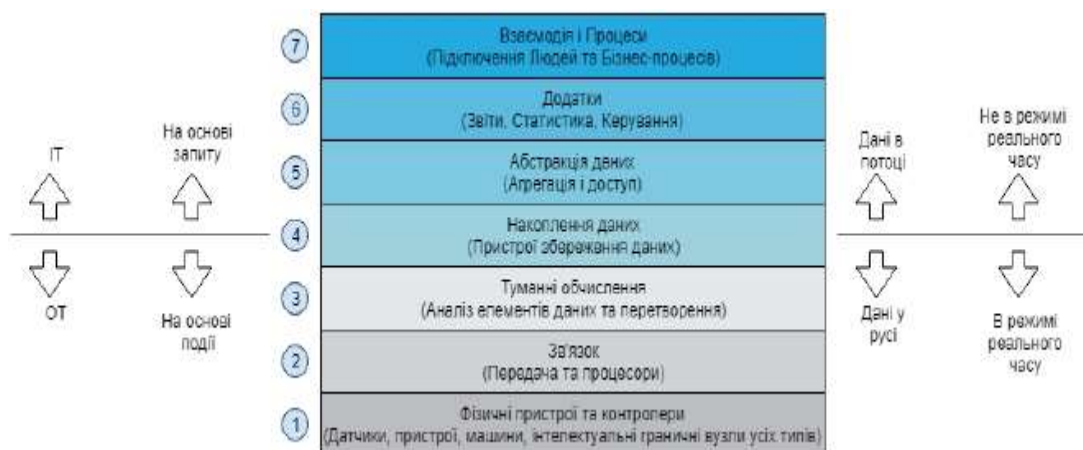 7
Взаємодія і Процеси
(Підключення Людей та Бізнес-процесів)
6
Додатки
(Звіти, Статистика, Керування)
5
Абстракція даних
(Агрегація і доступ)
4
Накоплення даних
(Пристрої збереження даних)
3
Туманні обчислення
(Аналіз елементів даних та перетворення)
2
Зв'язок
(Передача та процесори)
1
Фізичні пристрої та контролери
(Датчики, пристрої, машини, інтелектуальні граничні вузли усіх типів)
ІТ
На основі
запиту
ОТ
На основі
події
Дані в
потоці
Не в режимі
реального
часу
Дані у
русі
В режимі
реального
часу